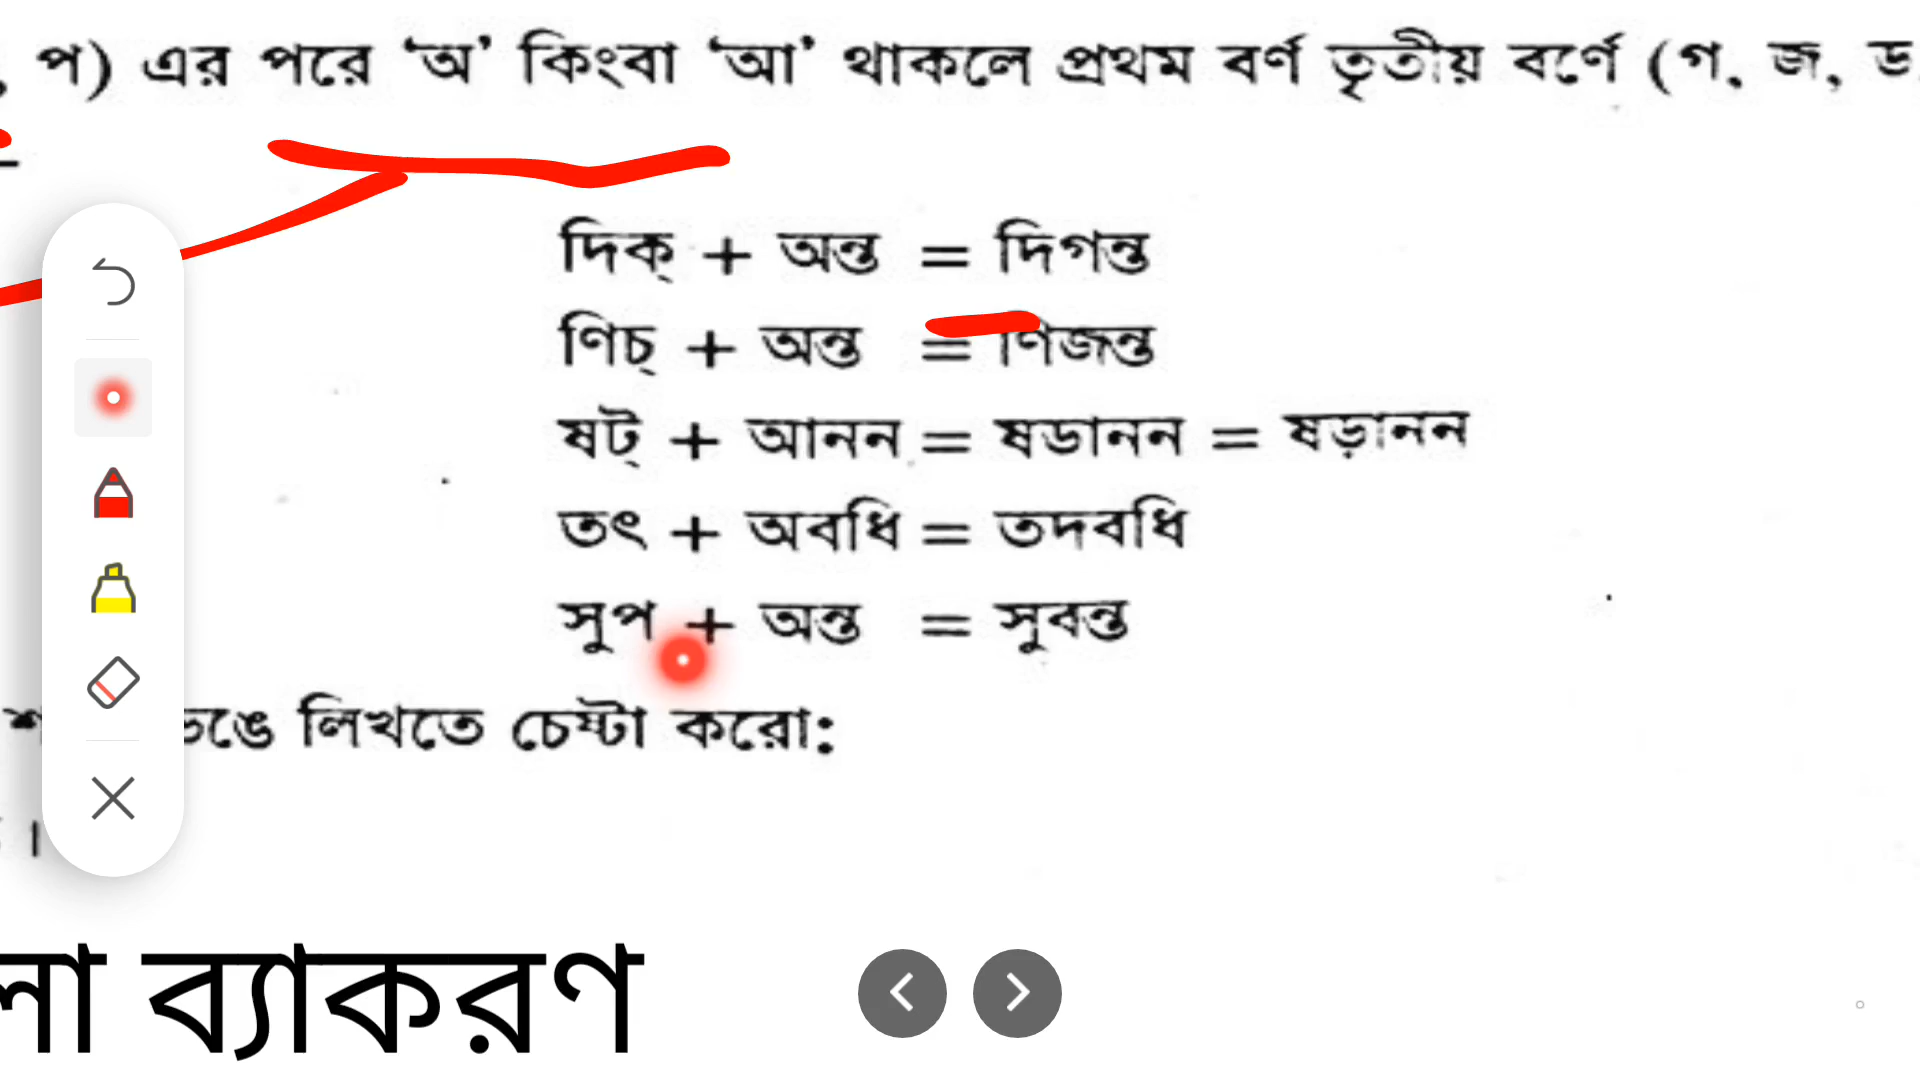 , প) এর পরে ‘অ’ কিংবা ‘আ’ থাকলে প্রথম বর্ণ তৃতীয় বর্ণে (গ, জ, ড
দিক্ + অন্ত = দিগন্ত
ণিচ্ + অন্ত = ণিজন্ত
ষট্ + আনন = ষডানন = ষড়ানন
তৎ + অবধি = তদবধি
সুপ + অন্ত = সুবন্ত
লিখতে চেষ্টা করো:
ব্যাকরণ